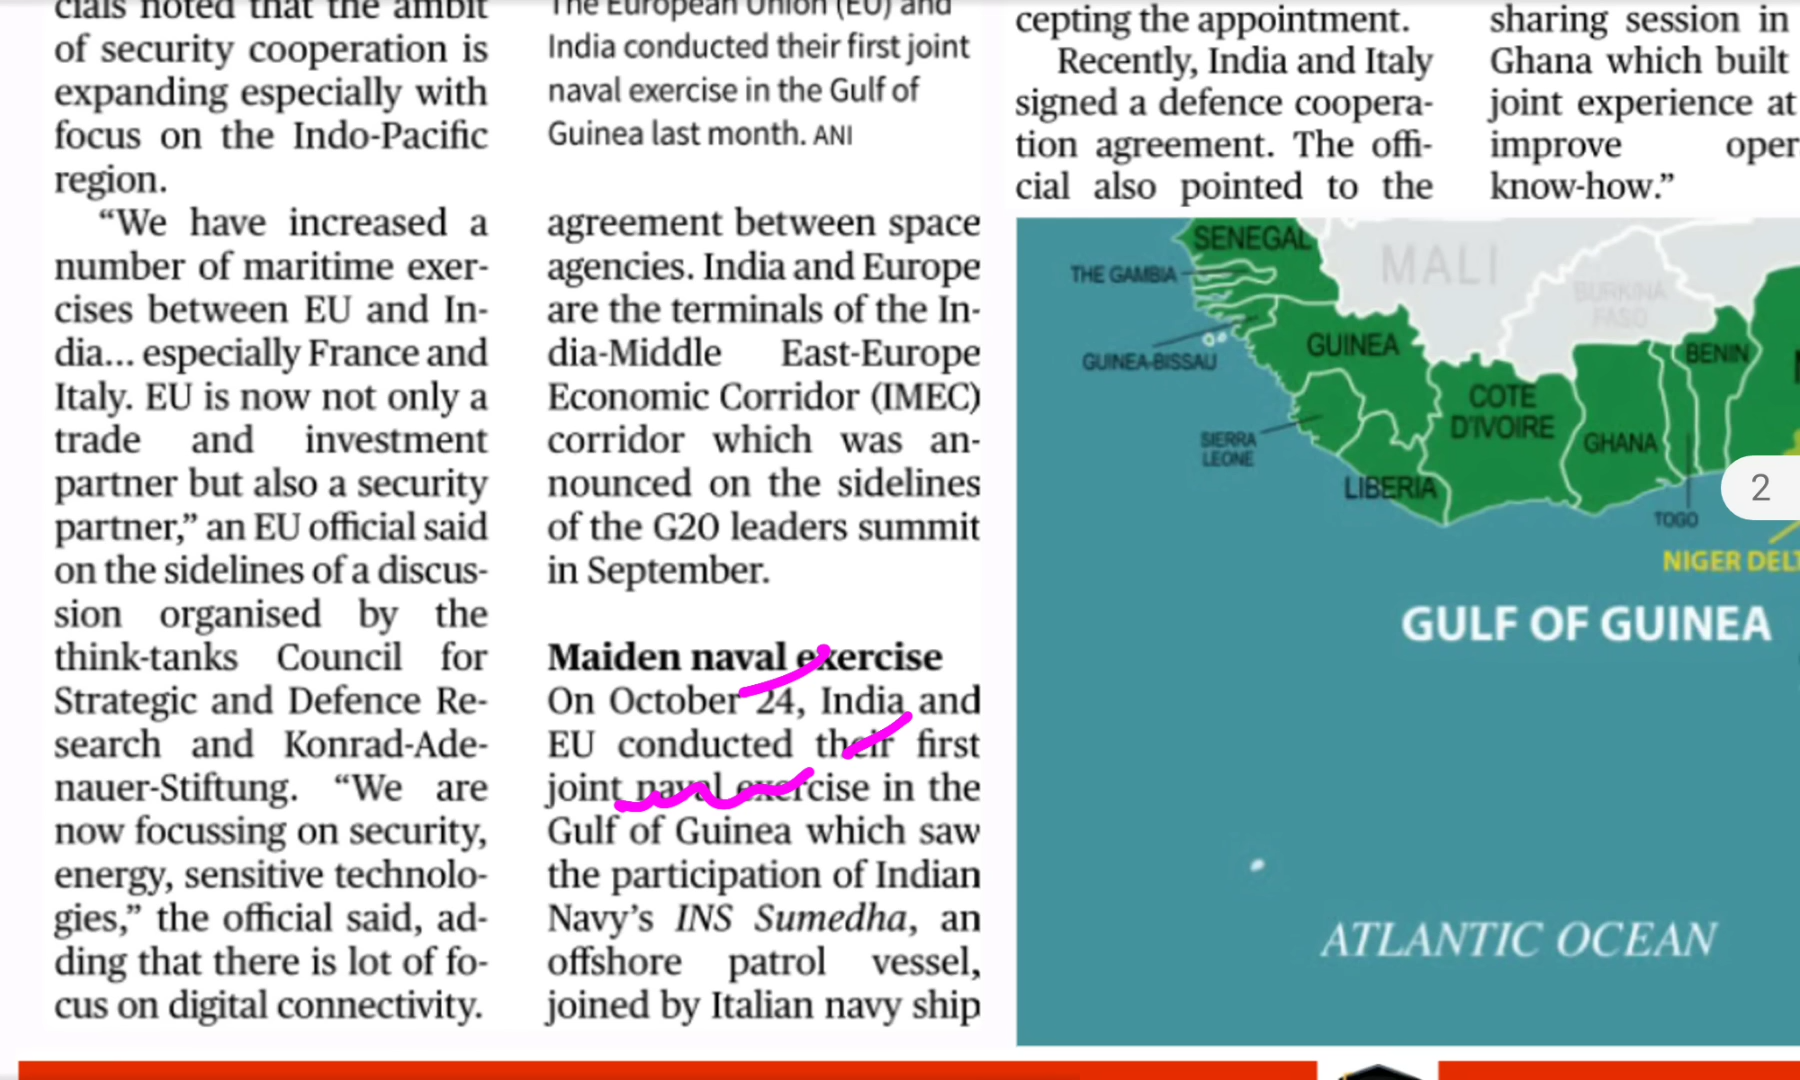 cials noted that the ambit
of security cooperation is
expanding especially with
focus on the Indo-Pacific
region.
“We have increased a
number of maritime exer-
cises between EU and In-
dia... especially France and
Italy. EU is now not only a
trade and investment
partner but also a security
partner,” an EU official said
on the sidelines of a discus-
sion organised by the
think-tanks Council for
Strategic and Defence Re-
search and Konrad-Ade-
nauer-Stiftung. “We are
now focussing on security,
energy, sensitive technolo-
gies,” the official said, ad-
ding that there is lot of fo-
cus on digital connectivity.
The European Union (EU) and
India conducted their first joint
naval exercise in the Gulf of
Guinea last month. ANI
agreement between space
agencies. India and Europe
are the terminals of the In-
dia-Middle East-Europe
Economic Corridor (IMEC)
corridor which was an-
nounced on the sidelines
of the G20 leaders summit
in September.
Maiden naval exercise
On October 24, India and
EU conducted their first
joint naval exercise in the
Gulf of Guinea which saw
the participation of Indian
Navy’s INS Sumedha, an
offshore patrol vessel,
joined by Italian navy ship
cepting the appointment.
Recently, India and Italy
signed a defence coopera-
tion agreement. The offi-
cial also pointed to the
sharing session in
Ghana which built
joint experience at
improve oper
know-how.”
SENEGAL
MALI
THE GAMBIA
BURKINA
FASO
GUINEA
BENIN
GUINEA-BISSAU
COTE
D'IVOIRE
SIERRA
LEONE
GHANA
LIBERIA
2
TOGO
NIGER DELT
GULF OF GUINEA
ATLANTIC OCEAN